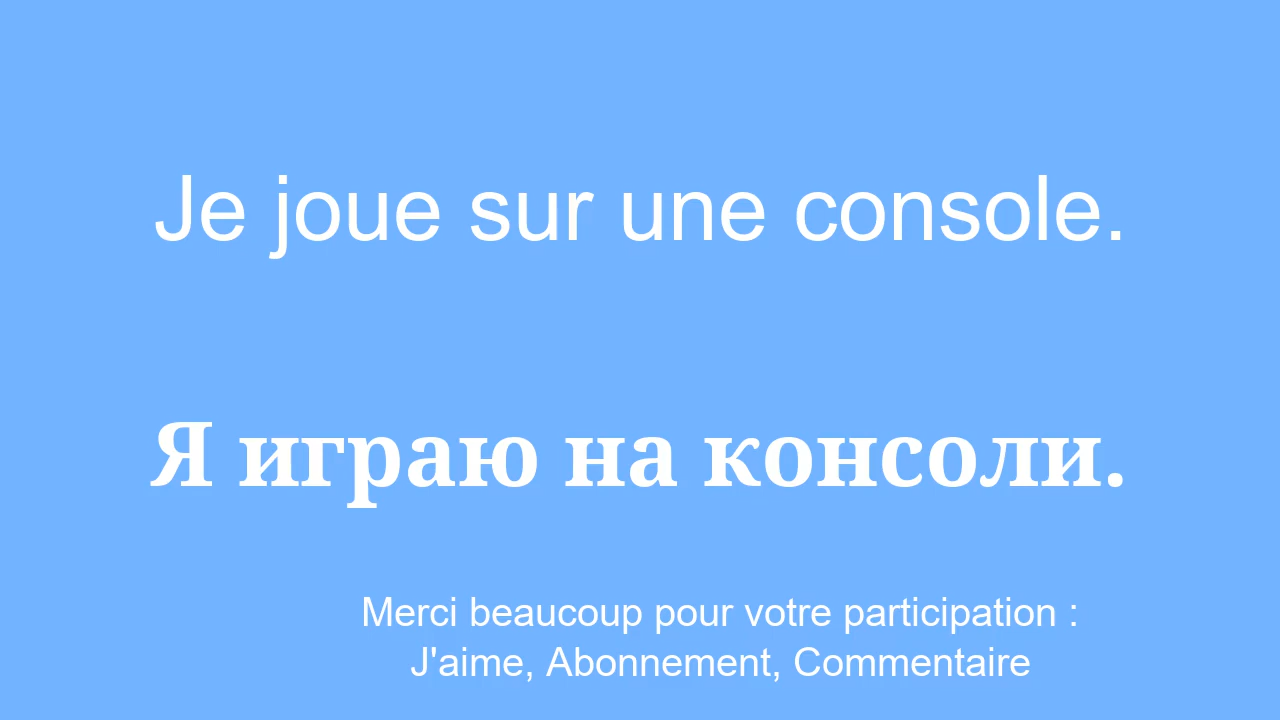 Je joue sur une console.
Я играю на консоли.
Merci beaucoup pour votre participation :
J'aime, Abonnement, Commentaire